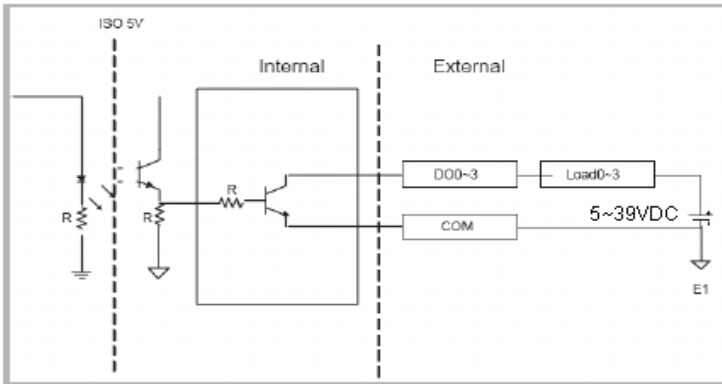 ISO 5V
Internal
External
R
R
R
DO0~3
Load0~3
COM
5~39VDC
E1